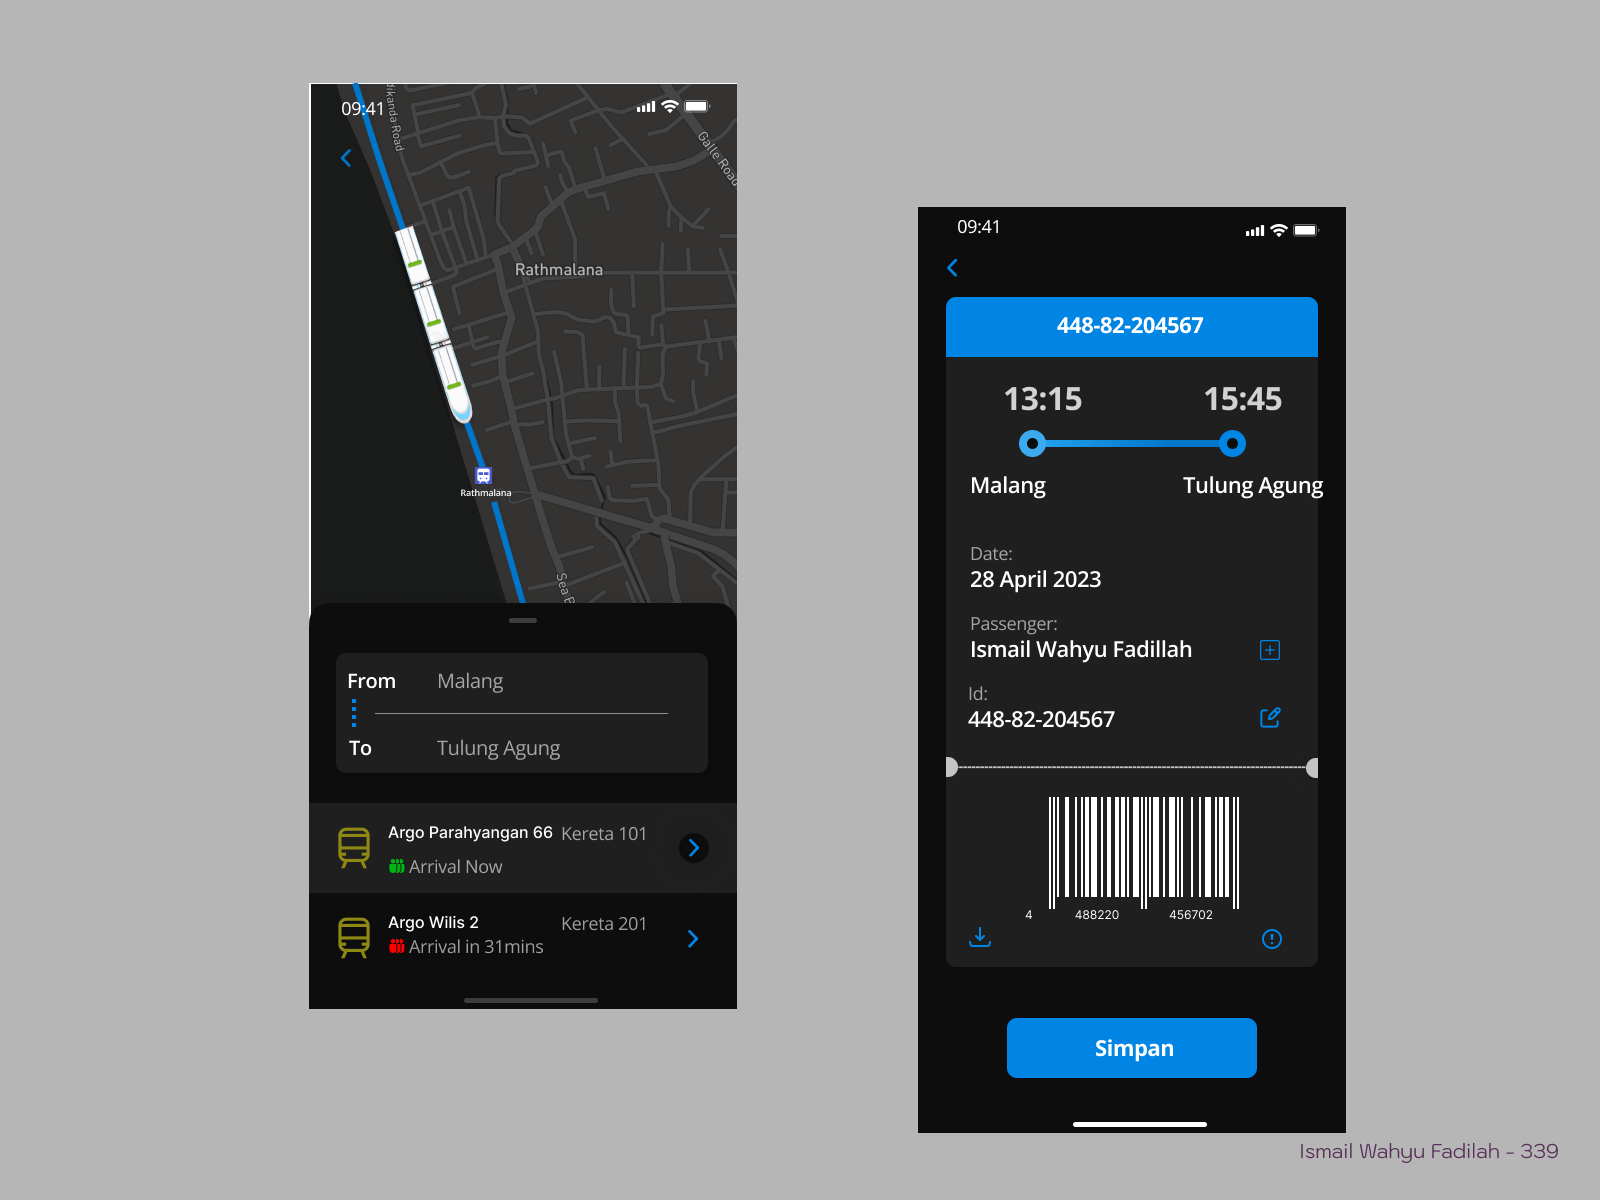 09:41
dikanda Road
Galle Road
Rathmalana
Rathmalana
Sea
From Malang
To Tulung Agung
Argo Parahyangan 66 Kereta 101
Arrival Now
Argo Wilis 2 Kereta 201
Arrival in 31mins
09:41
448-82-204567
13:15 15:45
Malang Tulung Agung
Date:
28 April 2023
Passenger:
Ismail Wahyu Fadillah
Id:
448-82-204567
4 488220 456702
Simpan
Ismail Wahyu Fadilah - 339